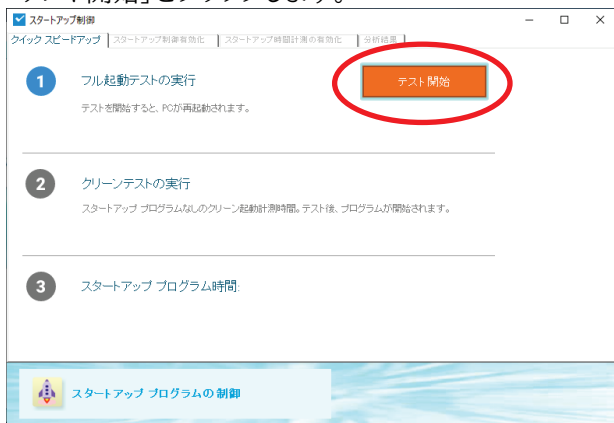 スタートアップ制御
クイック スピードアップ スタートアップ制御有効化 スタートアップ時間計測の有効化 分析結果
1 フル起動テストの実行 テスト開始
テストを開始すると、PCが再起動されます。
2 クリーンテストの実行
スタートアップ プログラムなしのクリーン起動計測時間。テスト後、プログラムが開始されます。
3 スタートアップ プログラム時間:
スタートアップ プログラムの制御